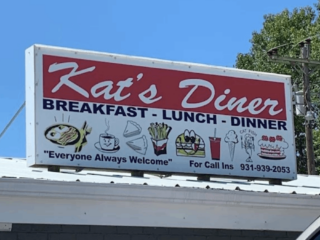 Kat's Diner
BREAKFAST - LUNCH - DINNER
"Everyone Always Welcome"
For Call Ins 931-939-2053